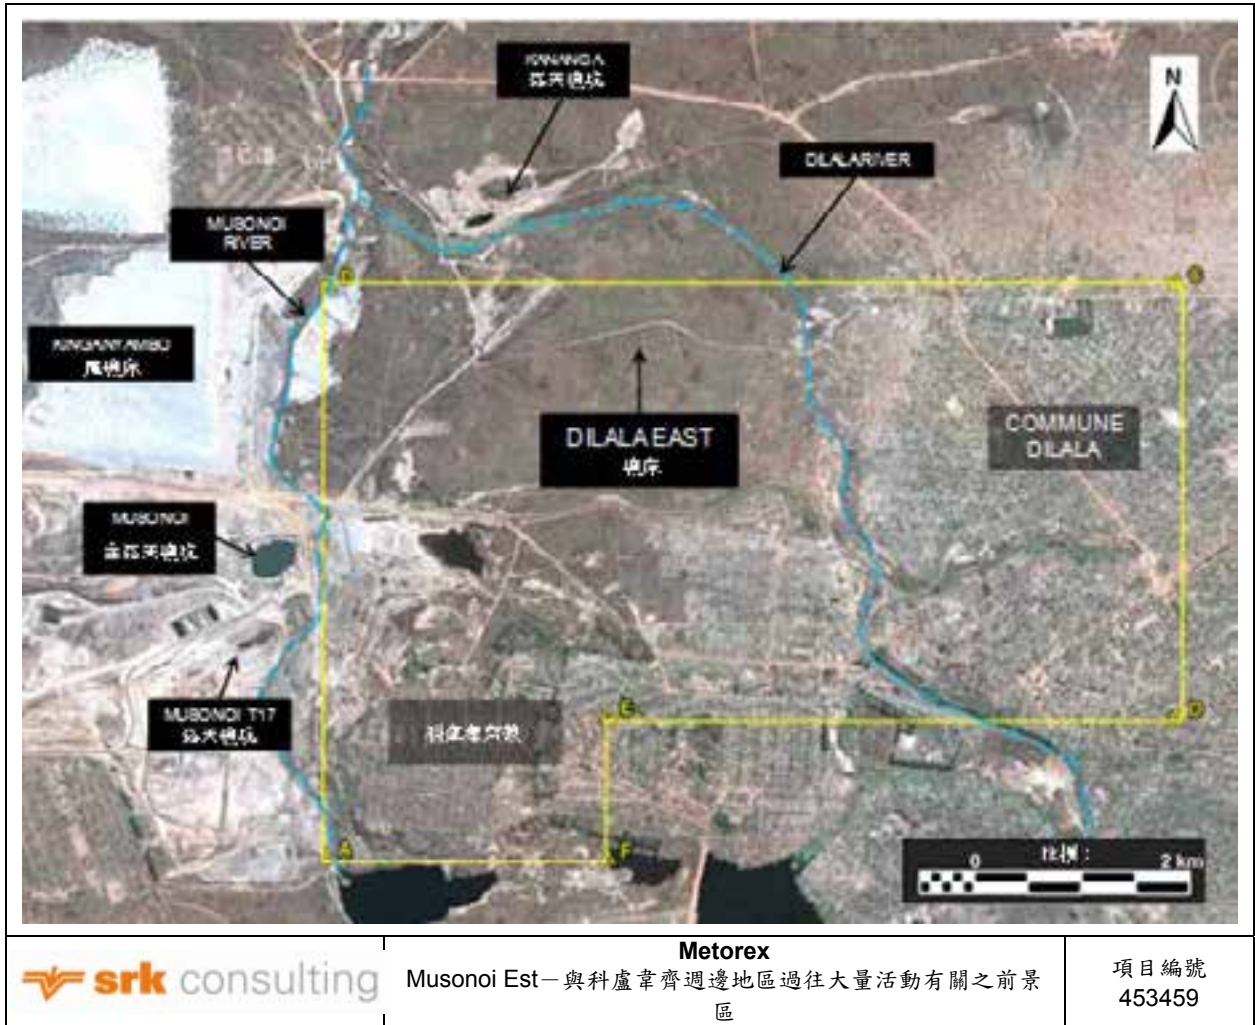 KANANGA
露天礦坑
N
DILALA RIVER
MUSONOI
RIVER
KINGANYAMBO
尾礦床
DILALA EAST
礦床
COMMUNE
DILALA
MUSONOI
露天礦坑
MUSONOI T17
露天礦坑
E
D
A
F
0 比例： 2 km
srk consulting
Metorex
Musonoi Est－與科盧韋齊週邊地區過往大量活動有關之前景
區
項目編號
453459